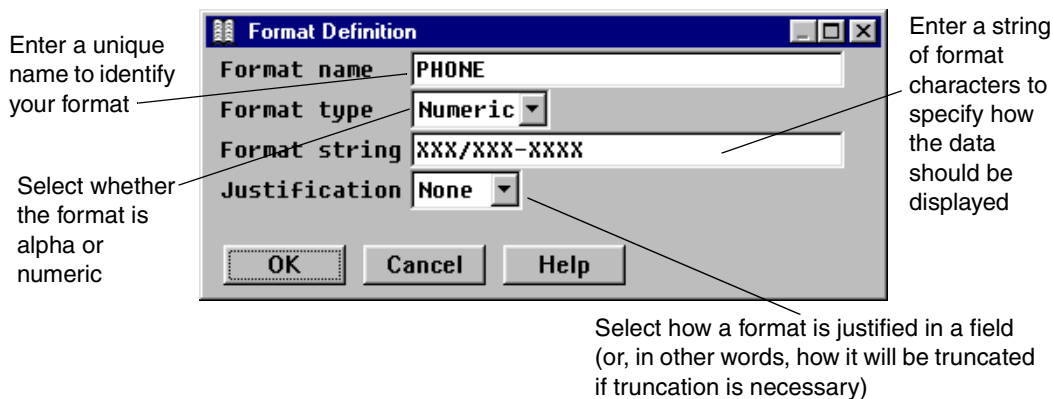 Enter a unique
name to identify
your format
Select whether
the format is
alpha or
numeric
Format Definition
Format name PHONE
Format type Numeric
Format string XXX/XXX-XXXX
Justification None
OK Cancel Help
Enter a string
of format
characters to
specify how
the data
should be
displayed
Select how a format is justified in a field
(or, in other words, how it will be truncated
if truncation is necessary)